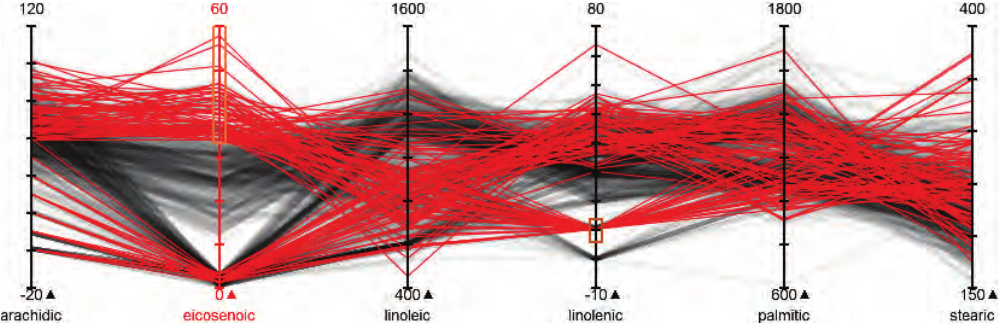 120 60 1600 80 1800 400
-20▲ 0▲ 400▲ -10▲ 600▲ 150▲
arachidic eicosenoic linoleic linolenic palmitic stearic